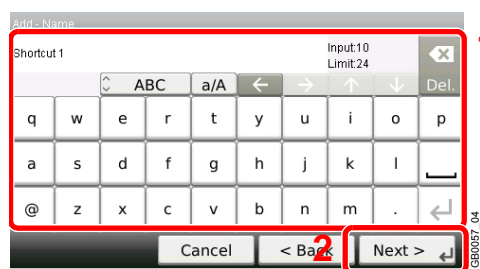 Add - Name
Shortcut 1
Input:10
Limit:24
ABC a/A ← → ↑ ↓ Del.
q w e r t y u i o p
a s d f g h j k l
@ z x c v b n m .
Cancel < Back 2 Next >
GB0057_04